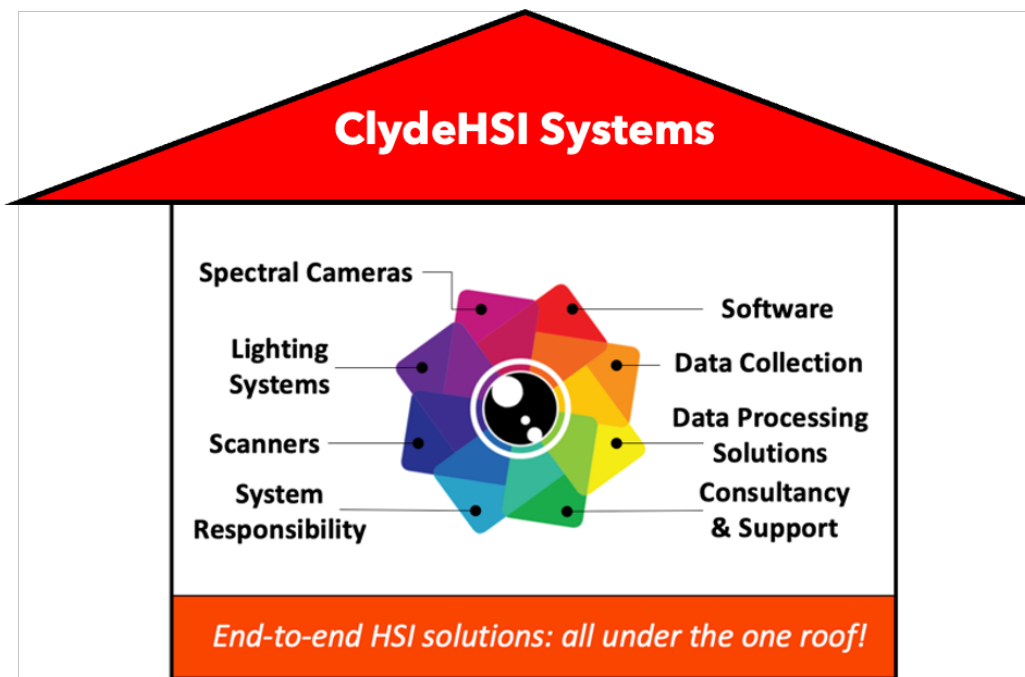 ClydeHSI Systems
Spectral Cameras
Lighting
Systems
Scanners
System
Responsibility
Software
Data Collection
Data Processing
Solutions
Consultancy
& Support
End-to-end HSI solutions: all under the one roof!